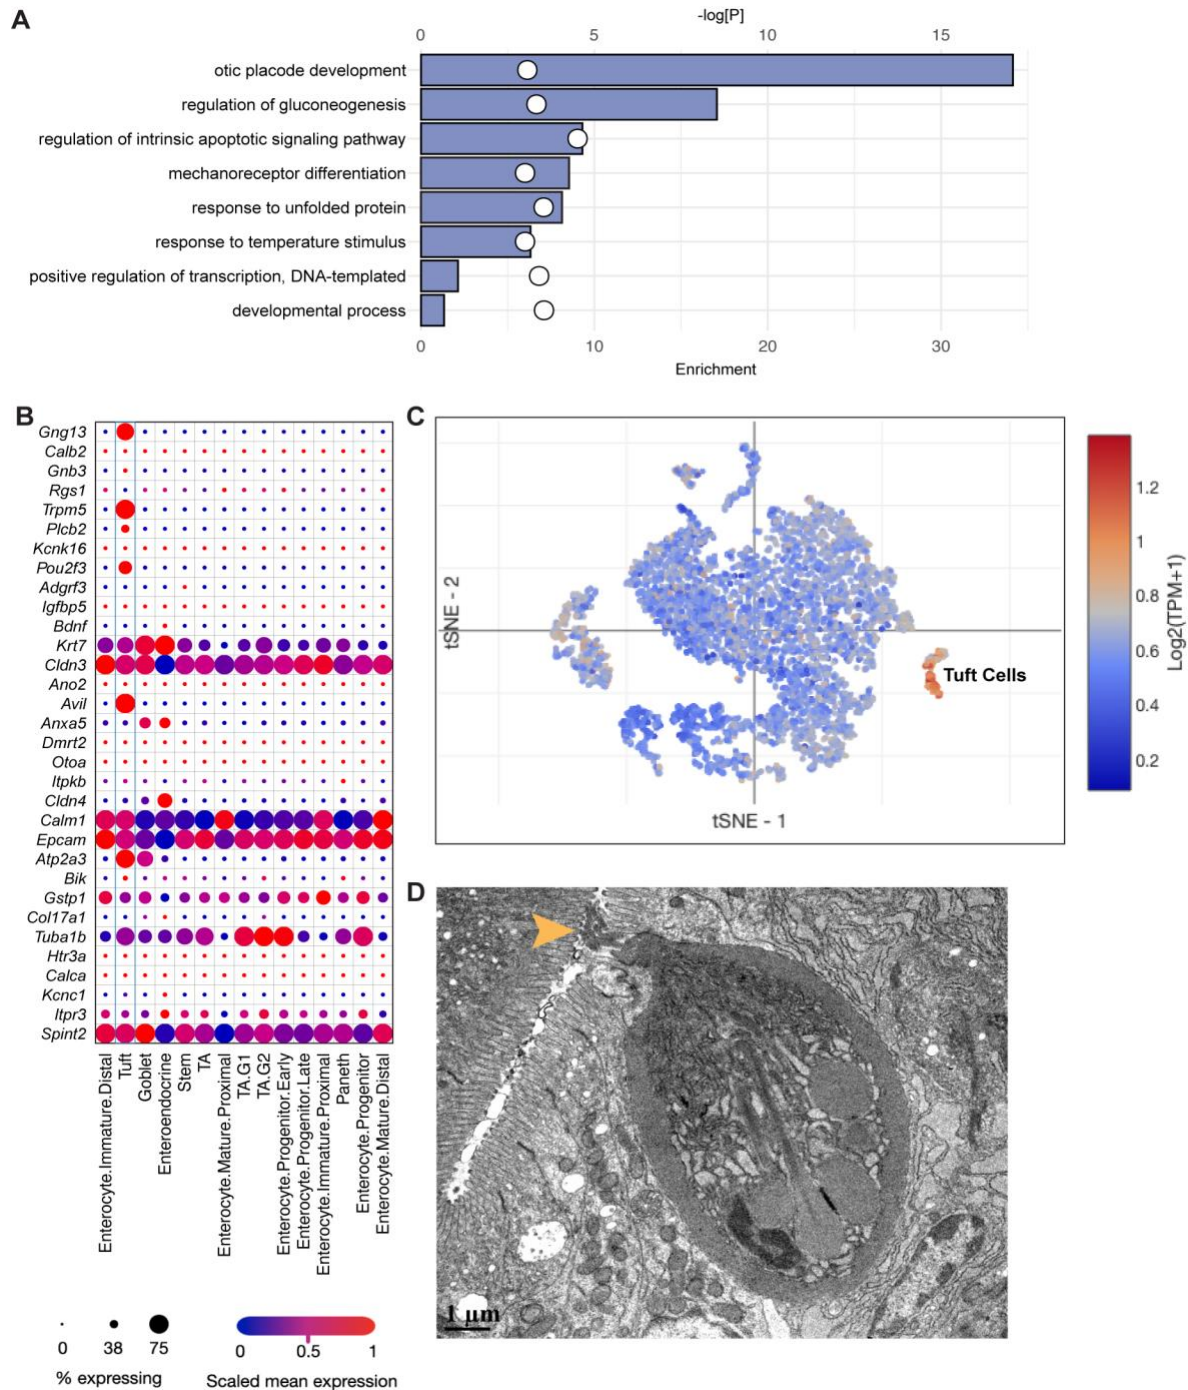 A
-log[P]
0 5 10 15
otic placode development
regulation of gluconeogenesis
regulation of intrinsic apoptotic signaling pathway
mechanoreceptor differentiation
response to unfolded protein
response to temperature stimulus
positive regulation of transcription, DNA-templated
developmental process
0 10 20 30
Enrichment
B
Gng13
Calb2
Gnb3
Rgs1
Trpm5
Plcb2
Kcnk16
Pou2f3
Adgrf3
Igfbp5
Bdnf
Krt7
Cldn3
Ano2
Avil
Anxa5
Dmrt2
Otoa
Itpkb
Cldn4
Calm1
Epcam
Atp2a3
Bik
Gstp1
Col17a1
Tuba1b
Htr3a
Calca
Kcnc1
Itpr3
Spint2
Enterocyte.Immature.Distal
Tuft
Goblet
Enteroendocrine
Stem
TA
Enterocyte.Mature.Proximal
TA.G1
TA.G2
Enterocyte.Progenitor.Early
Enterocyte.Progenitor.Late
Enterocyte.Immature.Proximal
Paneth
Enterocyte.Progenitor
Enterocyte.Mature.Distal
0 38 75
% expressing
0 0.5 1
Scaled mean expression
C
tSNE - 2
tSNE - 1
Tuft Cells
1.2
1
0.8
0.6
0.4
0.2
Log2(TPM+1)
D
1 μm